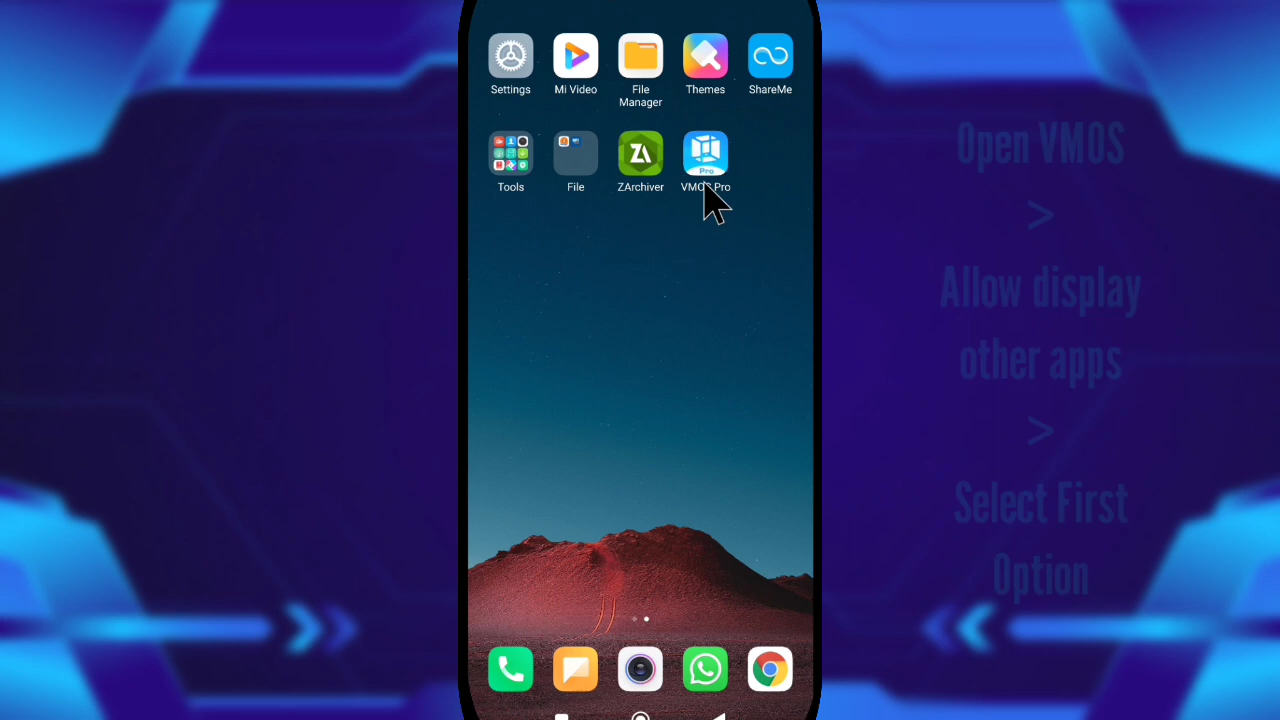 Settings
Mi Video
File
Manager
Themes
ShareMe
Tools
File
ZArchiver
Pro
VMOS Pro
Open VMOS
>
Allow display
other apps
>
Select First
Option